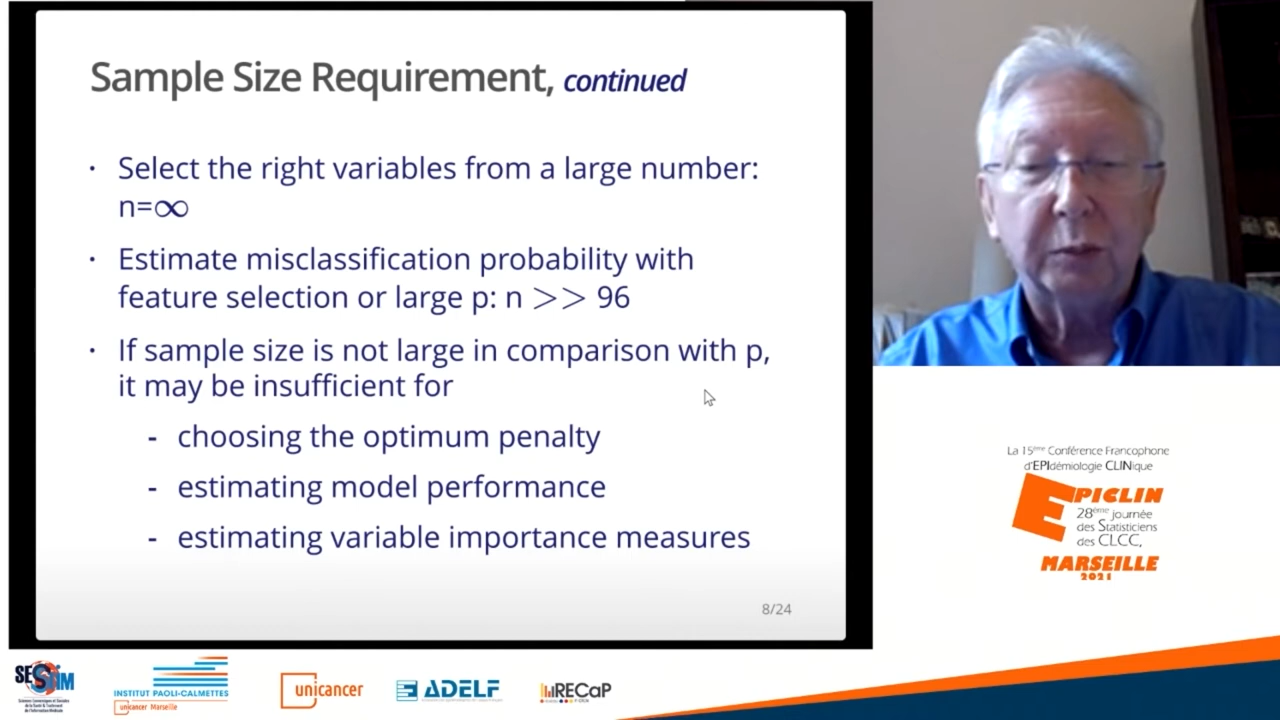 Sample Size Requirement, continued
· Select the right variables from a large number:
n=∞
· Estimate misclassification probability with
feature selection or large p: n >> 96
· If sample size is not large in comparison with p,
it may be insufficient for
- choosing the optimum penalty
- estimating model performance
- estimating variable importance measures
8/24
La 15ème Conférence Francophone
d'EPIdémiologie CLINique
EPICLIN
28ème journée
des Statisticiens
des CLCC,
MARSEILLE
2021
SESSTIM
INSTITUT PAOLI-CALMETTES
unicancer Marseille
unicancer
ADELF
RECaP